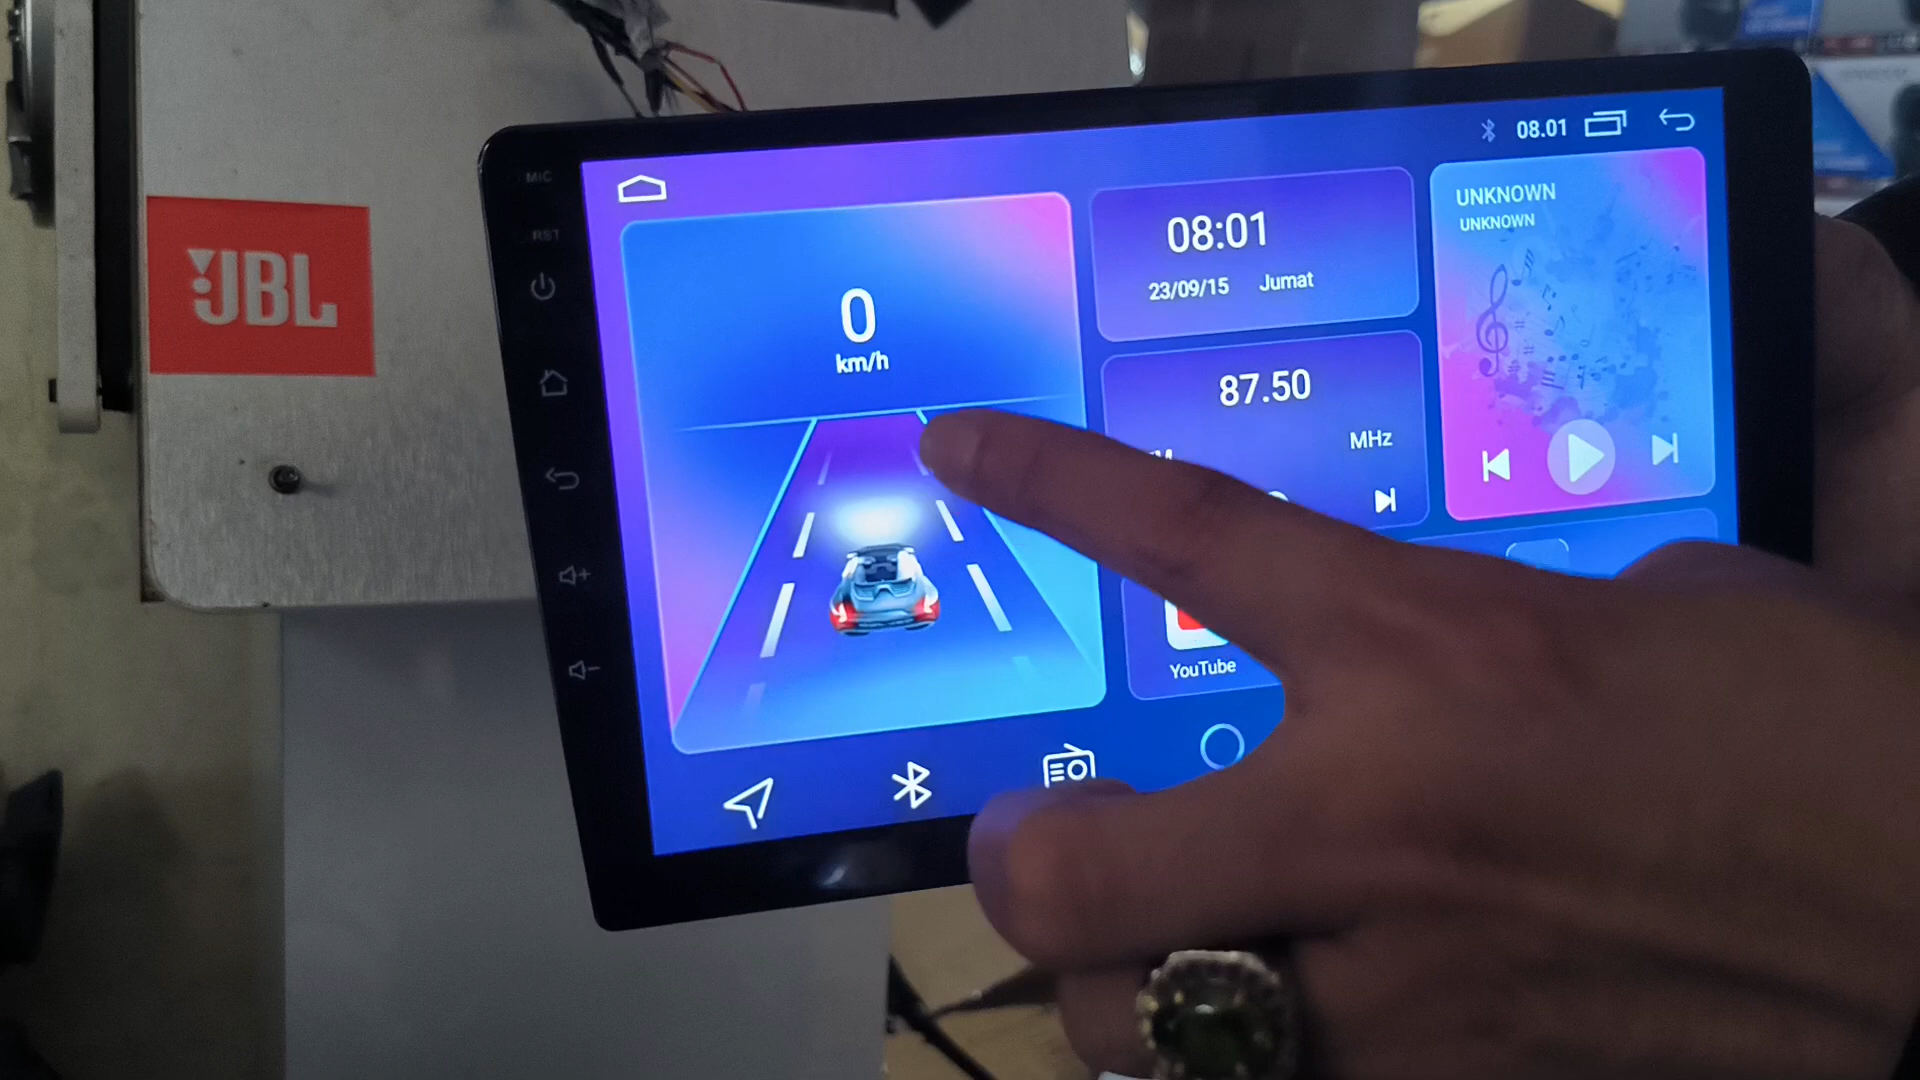 JBL
MIC
RST
08.01
0
km/h
08:01
23/09/15 Jumat
87.50
MHz
UNKNOWN
UNKNOWN
YouTube